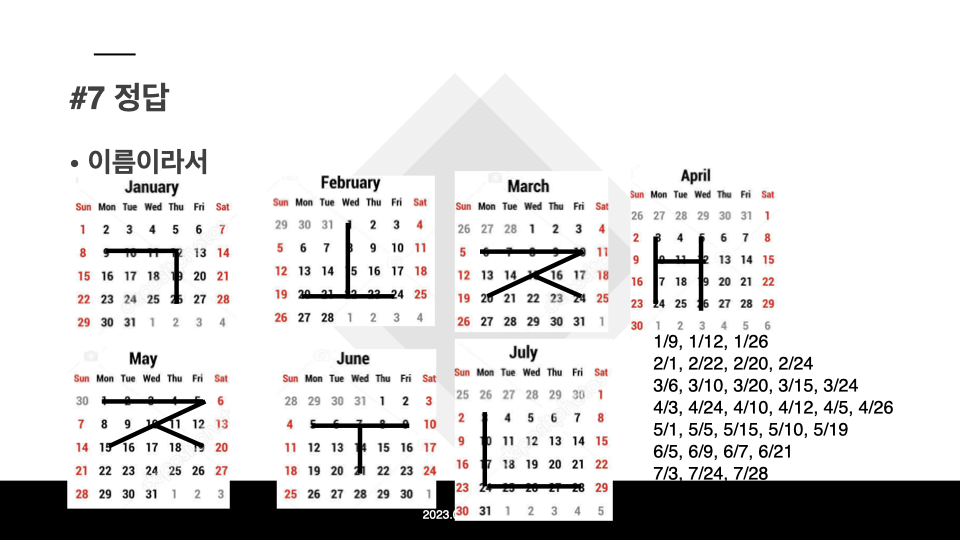 #7 정답
• 이름이라서
January
Sun Mon Tue Wed Thu Fri Sat
1 2 3 4 5 6 7
8 9 10 11 12 13 14
15 16 17 18 19 20 21
22 23 24 25 26 27 28
29 30 31 1 2 3 4
February
Sun Mon Tue Wed Thu Fri Sat
29 30 31 1 2 3 4
5 6 7 8 9 10 11
12 13 14 15 16 17 18
19 20 21 22 23 24 25
26 27 28 1 2 3 4
March
Sun Mon Tue Wed Thu Fri Sat
26 27 28 1 2 3 4
5 6 7 8 9 10 11
12 13 14 15 16 17 18
19 20 21 22 23 24 25
26 27 28 29 30 31 1
April
Sun Mon Tue Wed Thu Fri Sat
26 27 28 29 30 31 1
2 3 4 5 6 7 8
9 10 11 12 13 14 15
16 17 18 19 20 21 22
23 24 25 26 27 28 29
30 1 2 3 4 5 6
May
Sun Mon Tue Wed Thu Fri Sat
30 1 2 3 4 5 6
7 8 9 10 11 12 13
14 15 16 17 18 19 20
21 22 23 24 25 26 27
28 29 30 31 1 2 3
June
Sun Mon Tue Wed Thu Fri Sat
28 29 30 31 1 2 3
4 5 6 7 8 9 10
11 12 13 14 15 16 17
18 19 20 21 22 23 24
25 26 27 28 29 30 1
July
Sun Mon Tue Wed Thu Fri Sat
25 26 27 28 29 30 1
2 3 4 5 6 7 8
9 10 11 12 13 14 15
16 17 18 19 20 21 22
23 24 25 26 27 28 29
30 31 1 2 3 4 5
1/9, 1/12, 1/26
2/1, 2/22, 2/20, 2/24
3/6, 3/10, 3/20, 3/15, 3/24
4/3, 4/24, 4/10, 4/12, 4/5, 4/26
5/1, 5/5, 5/15, 5/10, 5/19
6/5, 6/9, 6/7, 6/21
7/3, 7/24, 7/28
2023.